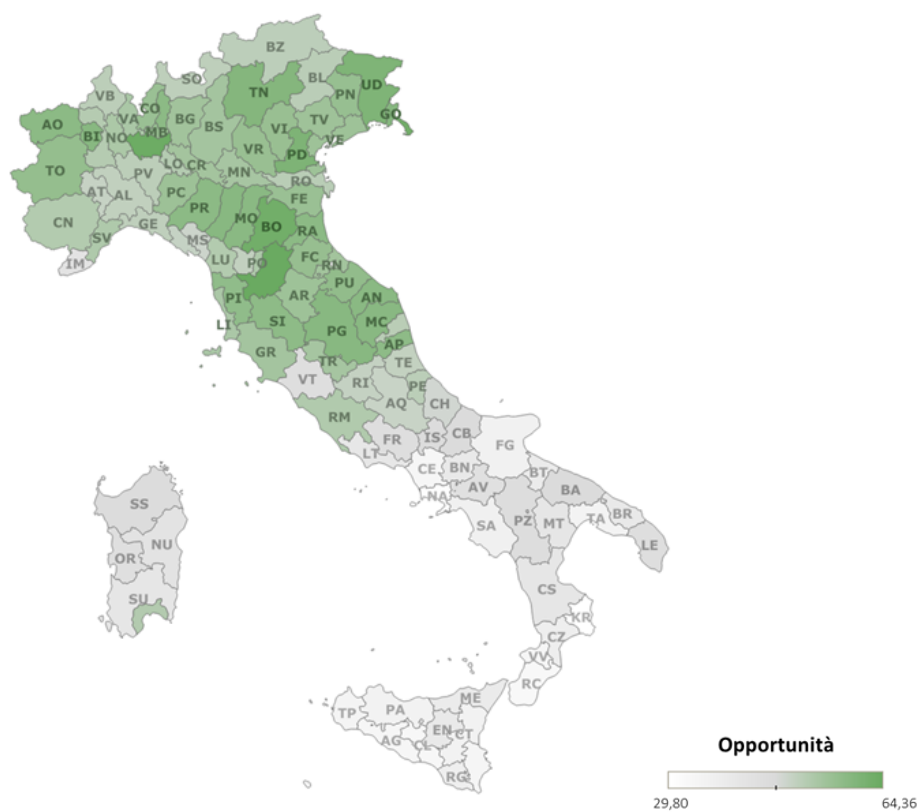 BZ
SO
BL
UD
VB
TN
PN
CO
GO
AO
VA
BG
TV
BI
MB
BS
VI
NO
VE
VR
PD
TO
LO
CR
PV
MN
AT
RO
AL
PC
FE
PR
CN
MO
BO
GE
RA
SV
MS
FC
LU
PO
RN
IM
PU
PI
AR
AN
SI
MC
LI
PG
AP
GR
TR
TE
VT
RI
PE
AQ
CH
RM
CB
FR
IS
FG
LT
CE
BN
BT
AV
BA
NA
SS
PZ
BR
TA
SA
MT
NU
LE
OR
CS
SU
KR
CZ
VV
RC
ME
PA
TP
EN
CT
AG
CL
RG
Opportunità
29,80
64,36